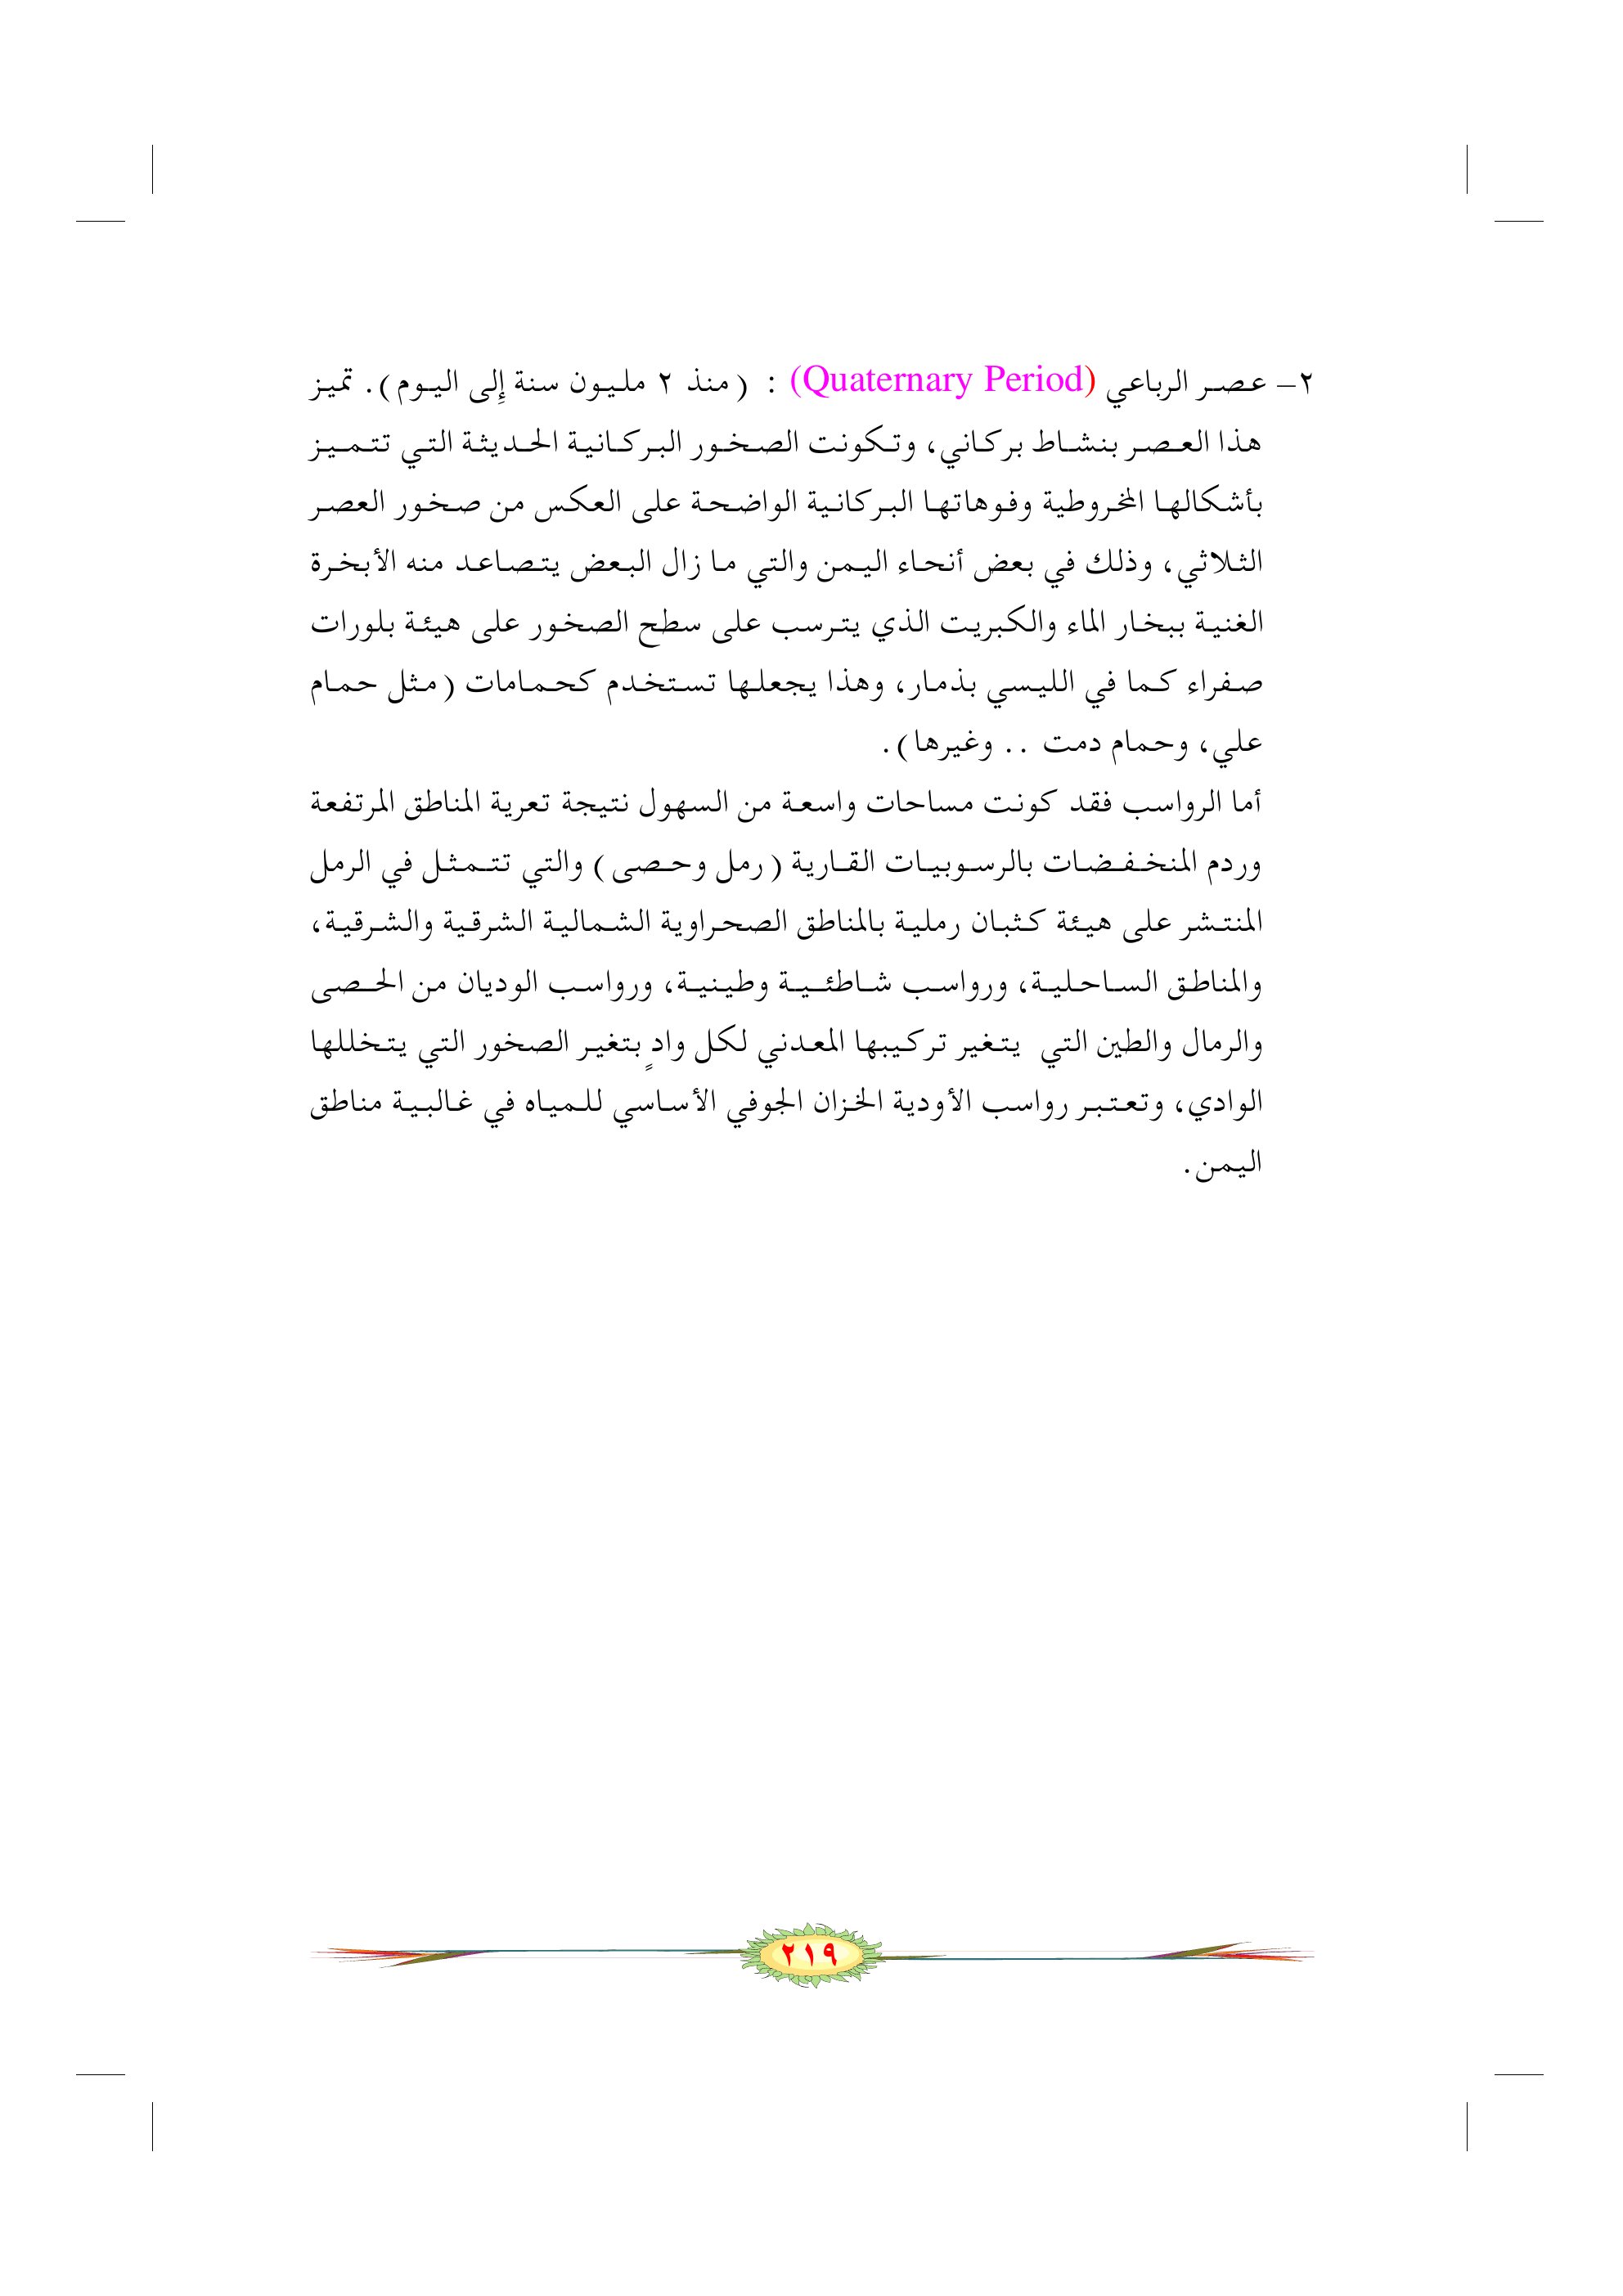 ٢– عصر الرباعي (Quaternary Period) : (منذ ٢ مليون سنة إِلى اليوم). تميز
هذا العصر بنشاط بركاني، وتكونت الصخور البركانية الحديثة التي تتميز
بأشكالها المخروطية وفوهاتها البركانية الواضحة على العكس من صخور العصر
الثلاثي، وذلك في بعض أنحاء اليمن والتي ما زال البعض يتصاعد منه الأبخرة
الغنية ببخار الماء والكبريت الذي يترسب على سطح الصخور على هيئة بلورات
صفراء كما في الليسي بذمار، وهذا يجعلها تستخدم كحمامات (مثل حمام
علي، وحمام دمت .. وغيرها).
أما الرواسب فقد كونت مساحات واسعة من السهول نتيجة تعرية المناطق المرتفعة
وردم المنخفضات بالرسوبيات القارية (رمل وحصى) والتي تتمثل في الرمل
المنتشر على هيئة كثبان رملية بالمناطق الصحراوية الشمالية الشرقية والشرقية،
والمناطق الساحلية، ورواسب شاطئية وطينية، ورواسب الوديان من الحصى
والرمال والطين التي يتغير تركيبها المعدني لكل وادٍ بتغير الصخور التي يتخللها
الوادي، وتعتبر رواسب الأودية الخزان الجوفي الأساسي للمياه في غالبية مناطق
اليمن.
٢١٩